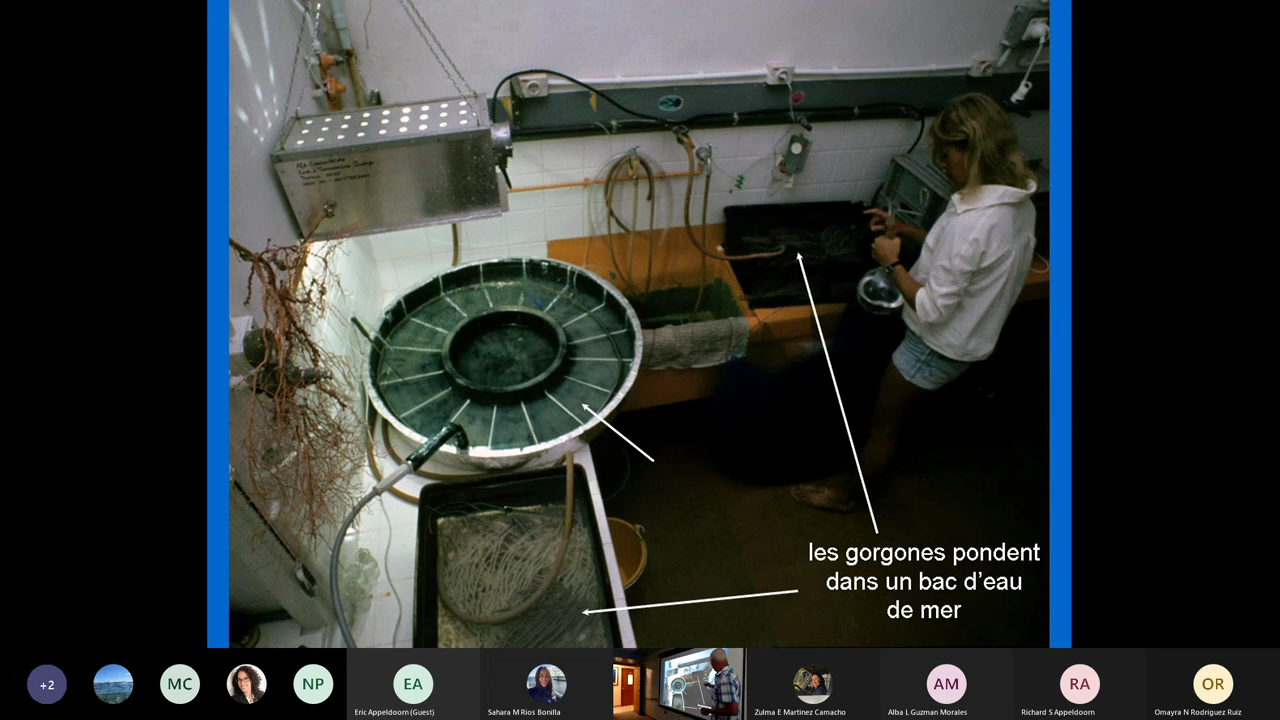 les gorgones pondent
dans un bac d'eau
de mer
+2
MC
NP
EA
Eric Appeldoorn (Guest)
Sahara M Rios Bonilla
Zulma E Martinez Camacho
AM
Alba L Guzman Morales
RA
Richard S Appeldoorn
OR
Omayra N Rodriguez Ruiz